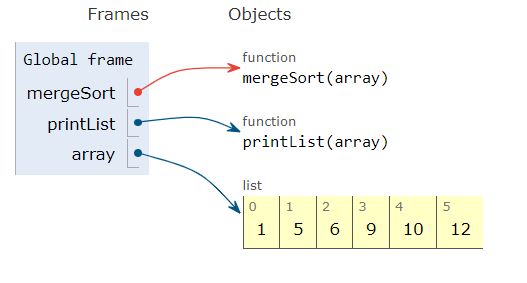 Frames Objects
Global frame
mergeSort
printList
array
function
mergeSort(array)
function
printList(array)
list
0 1 2 3 4 5
1 5 6 9 10 12